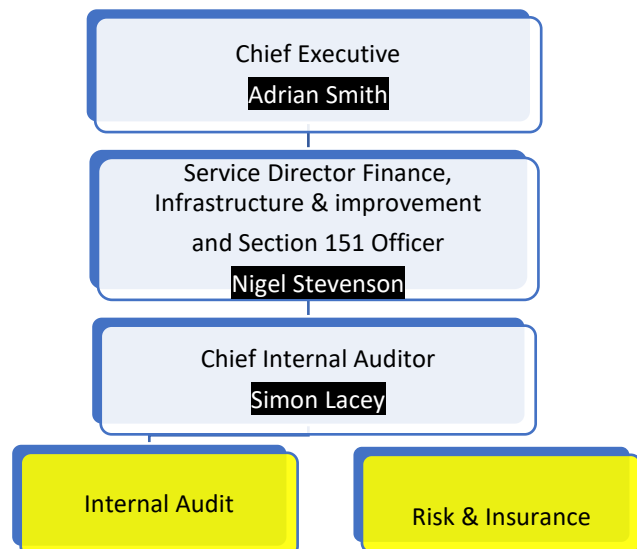 Chief Executive
Adrian Smith
Service Director Finance,
Infrastructure & improvement
and Section 151 Officer
Nigel Stevenson
Chief Internal Auditor
Simon Lacey
Internal Audit
Risk & Insurance